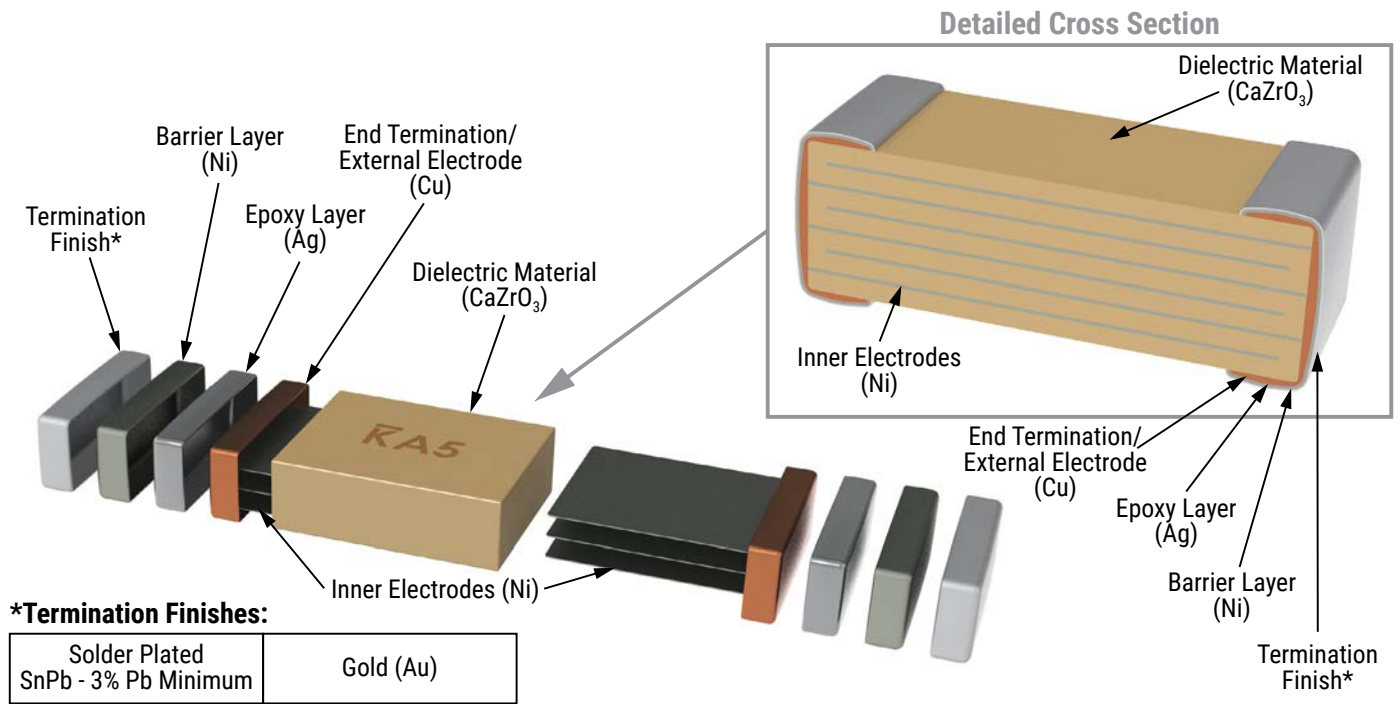 Detailed Cross Section
Dielectric Material
(CaZrO₃)
Inner Electrodes
(Ni)
End Termination/
External Electrode
(Cu)
Epoxy Layer
(Ag)
Barrier Layer
(Ni)
Termination
Finish*
Termination
Finish*
Barrier Layer
(Ni)
Epoxy Layer
(Ag)
End Termination/
External Electrode
(Cu)
Dielectric Material
(CaZrO₃)
KA5
Inner Electrodes (Ni)
*Termination Finishes:
Solder Plated
SnPb - 3% Pb Minimum
Gold (Au)